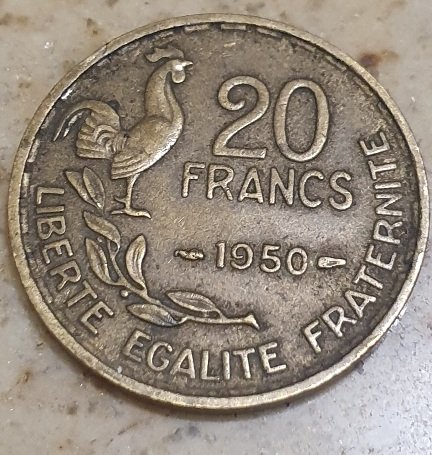 20
FRANCS
1950
LIBERTE EGALITE FRATERNITE